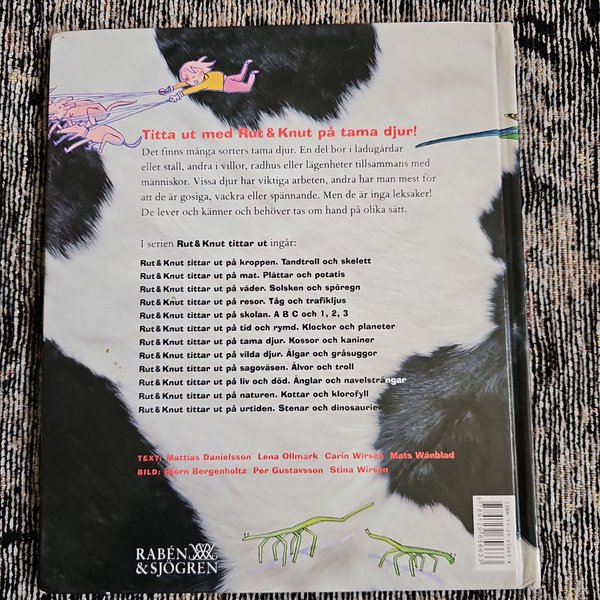 Titta ut med Rut & Knut på tama djur!
Det finns många sorters tama djur. En del bor i ladugårdar
eller stall, andra i villor, radhus eller lägenheter tillsammans med
människor. Vissa djur har viktiga arbeten, andra har man mest för
att de är gosiga, vackra eller spännande. Men de är inga leksaker!
De lever och känner och behöver tas om hand på olika sätt.
I serien Rut & Knut tittar ut ingår:
Rut & Knut tittar ut på kroppen. Tandtroll och skelett
Rut & Knut tittar ut på mat. Plättar och potatis
Rut & Knut tittar ut på väder. Solsken och spöregn
Rut & Knut tittar ut på resor. Tåg och trafikljus
Rut & Knut tittar ut på skolan. A B C och 1, 2, 3
Rut & Knut tittar ut på tid och rymd. Klockor och planeter
Rut & Knut tittar ut på tama djur. Kossor och kaniner
Rut & Knut tittar ut på vilda djur. Älgar och gråsuggor
Rut & Knut tittar ut på sagoväsen. Älvor och troll
Rut & Knut tittar ut på liv och död. Änglar och navelsträngar
Rut & Knut tittar ut på naturen. Kottar och klorofyll
Rut & Knut tittar ut på urtiden. Stenar och dinosaurier
TEXT: Mattias Danielsson Lena Ollmark Carin Wirsén Mats Wänblad
BILD: Björn Bergenholtz Per Gustavsson Stina Wirsén
RABÉN
& SJÖGREN